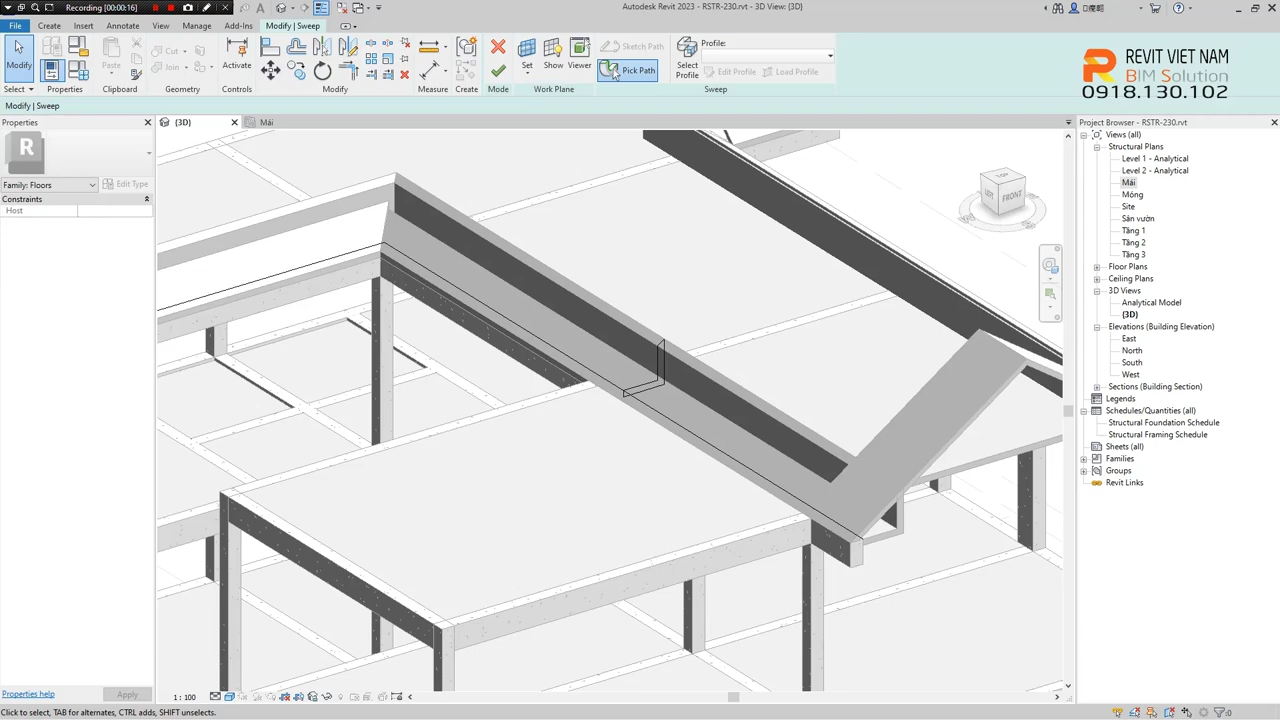 Recording [00:00:16]
Autodesk Revit 2023 - RSTR-230.rvt - 3D View: {3D}
File
Create
Insert
Annotate
View
Manage
Add-Ins
Modify | Sweep
Modify
Paste
Cut
Join
Activate
Set
Show
Viewer
Sketch Path
Pick Path
Select Profile
Profile:
Edit Profile
Load Profile
Select
Properties
Clipboard
Geometry
Controls
Modify
Measure
Create
Mode
Work Plane
Sweep
REVIT VIET NAM
BIM Solution
0918.130.102
Modify | Sweep
Properties
{3D}
Mái
Project Browser - RSTR-230.rvt
Family: Floors
Edit Type
Constraints
Host
TOP
LEFT
FRONT
Views (all)
Structural Plans
Level 1 - Analytical
Level 2 - Analytical
Mái
Móng
Site
Sân vườn
Tầng 1
Tầng 2
Tầng 3
Floor Plans
Ceiling Plans
3D Views
Analytical Model
{3D}
Elevations (Building Elevation)
East
North
South
West
Sections (Building Section)
Legends
Schedules/Quantities (all)
Structural Foundation Schedule
Structural Framing Schedule
Sheets (all)
Families
Groups
Revit Links
Properties help
Apply
1 : 100
Click to select, TAB for alternates, CTRL adds, SHIFT unselects.
:0